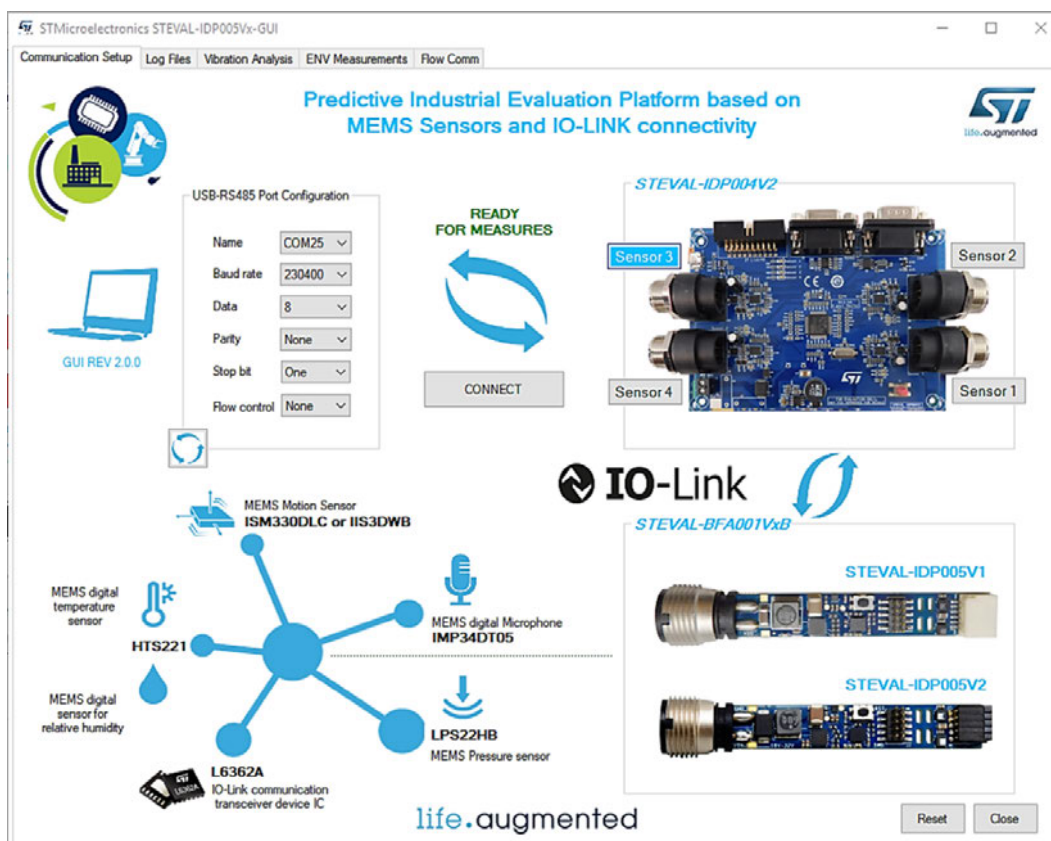 STMicroelectronics STEVAL-IDP005Vx-GUI
Communication Setup
Log Files
Vibration Analysis
ENV Measurements
Flow Comm
Predictive Industrial Evaluation Platform based on
MEMS Sensors and IO-LINK connectivity
life.augmented
USB-RS485 Port Configuration
Name COM25
Baud rate 230400
Data 8
Parity None
Stop bit One
Flow control None
GUI REV 2.0.0
READY
FOR MEASURES
CONNECT
STEVAL-IDP004V2
Sensor 3
Sensor 2
Sensor 4
Sensor 1
IO-Link
MEMS Motion Sensor
ISM330DLC or IIS3DWB
MEMS digital
temperature
sensor
HTS221
MEMS digital
sensor for
relative humidity
MEMS digital Microphone
IMP34DT05
LPS22HB
MEMS Pressure sensor
L6362A
IO-Link communication
transceiver device IC
L6362A
STEVAL-BFA001VxB
STEVAL-IDP005V1
STEVAL-IDP005V2
life.augmented
Reset
Close